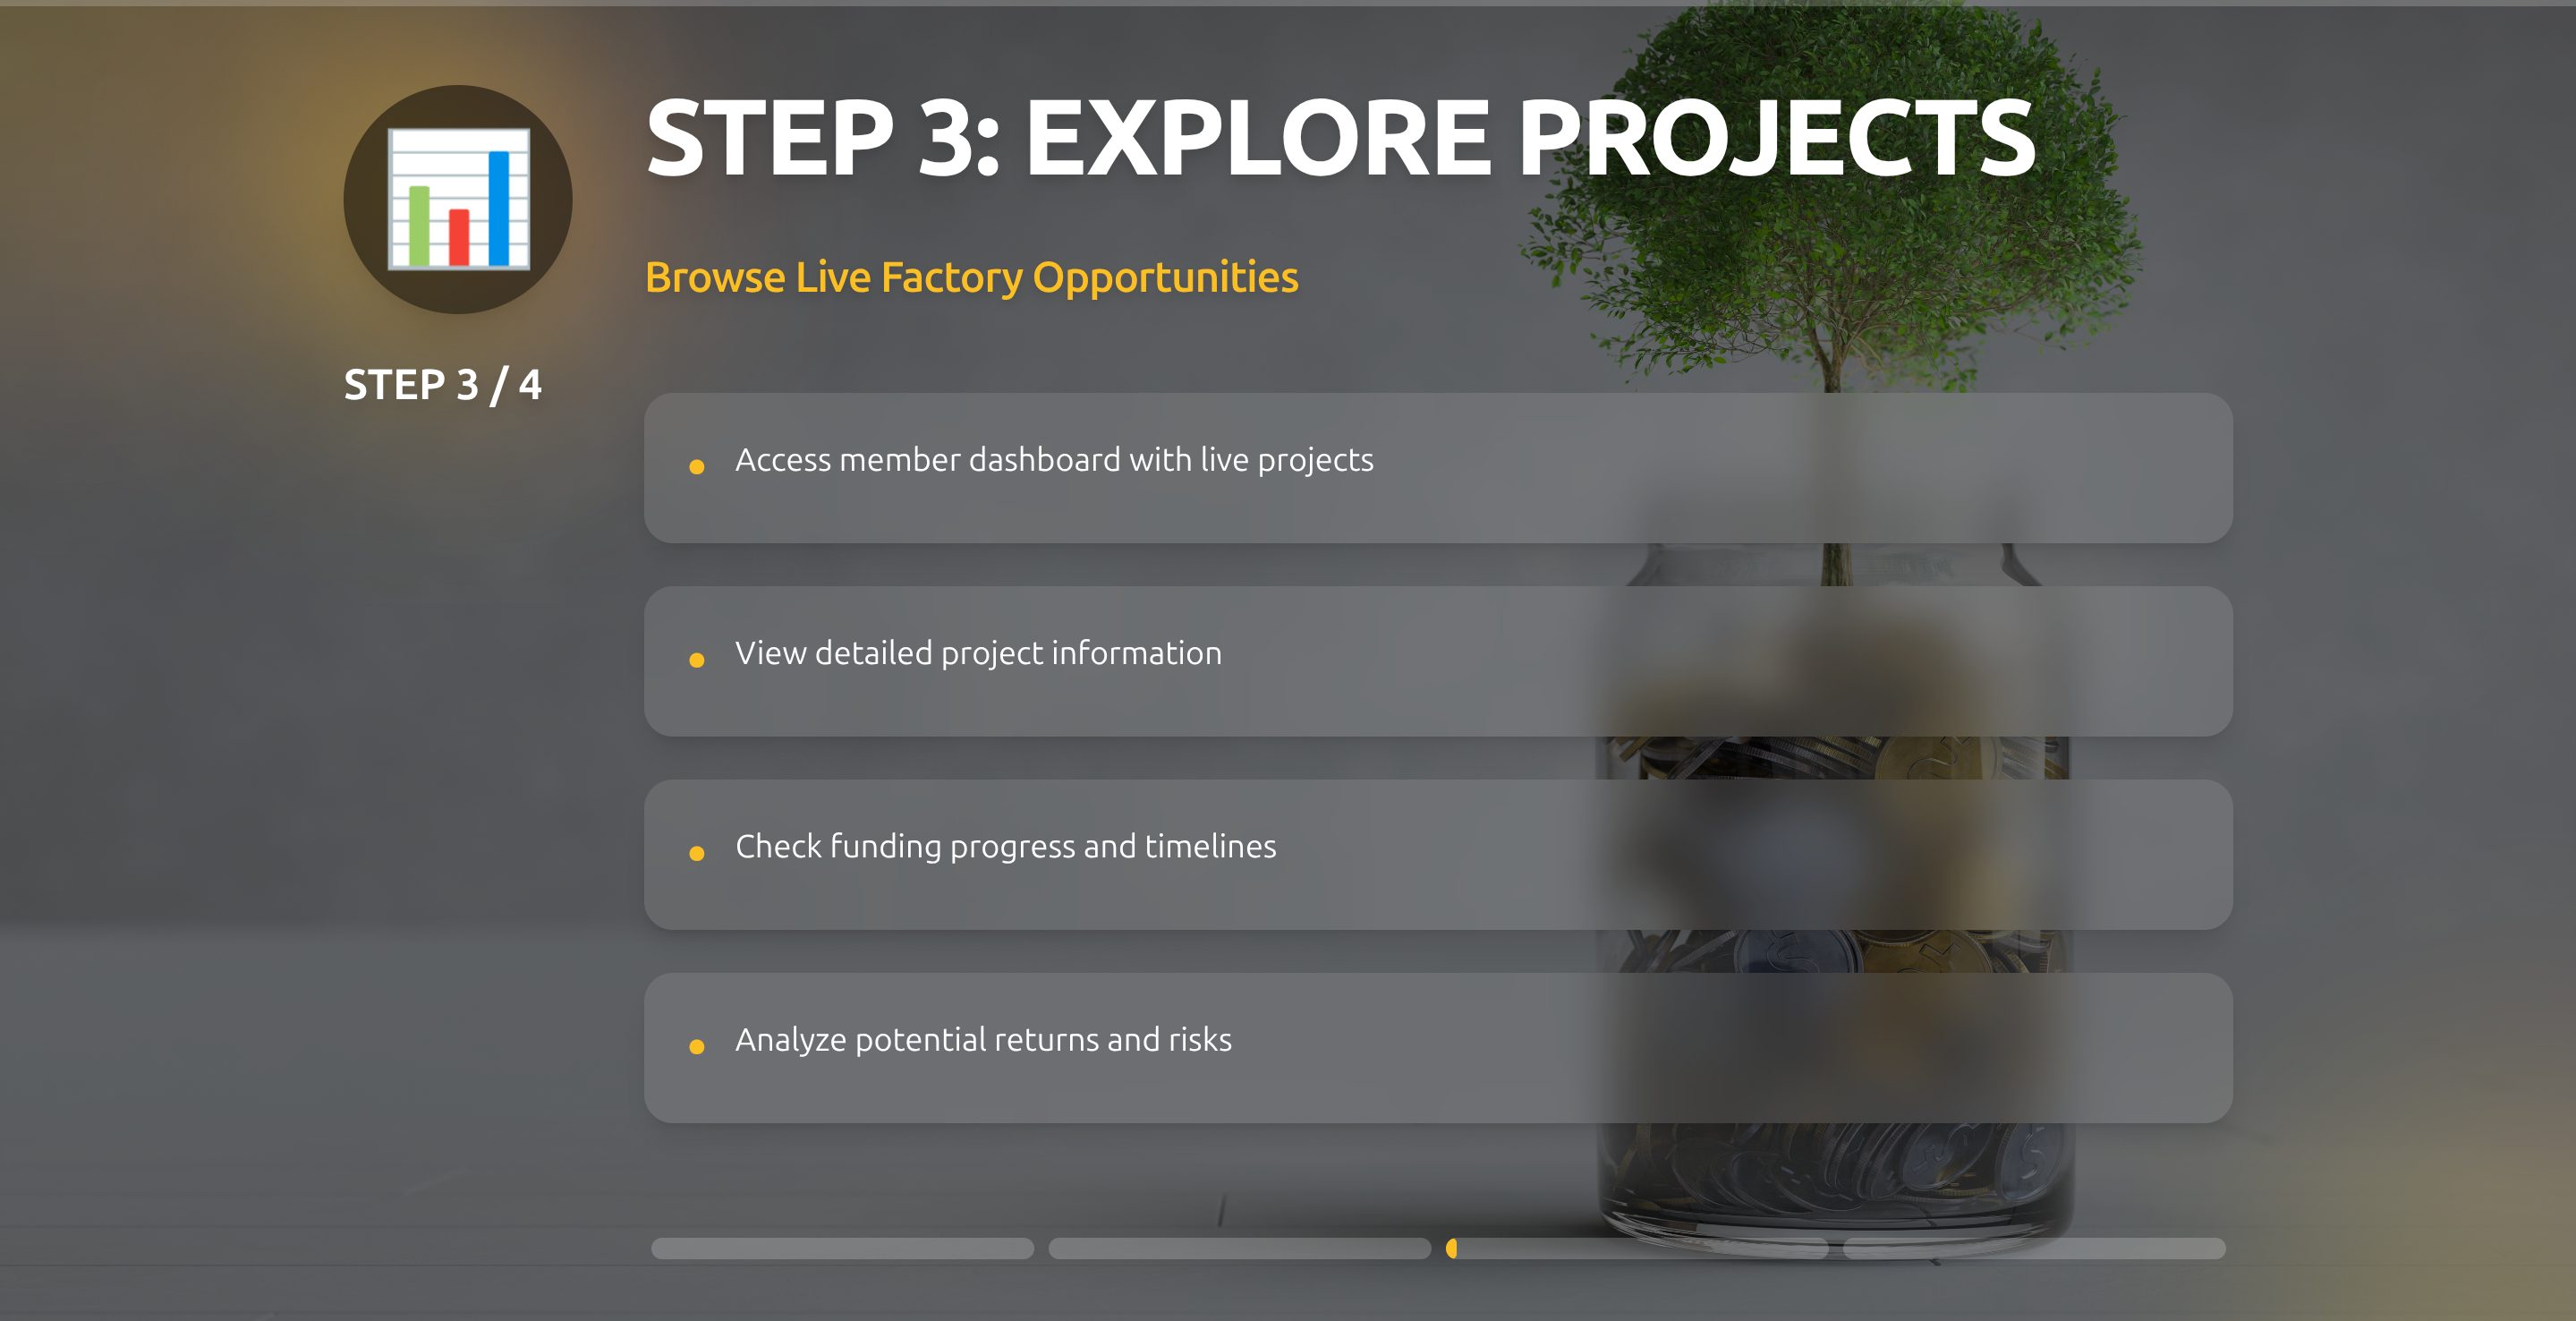 STEP 3: EXPLORE PROJECTS
Browse Live Factory Opportunities
STEP 3 / 4
Access member dashboard with live projects
View detailed project information
Check funding progress and timelines
Analyze potential returns and risks